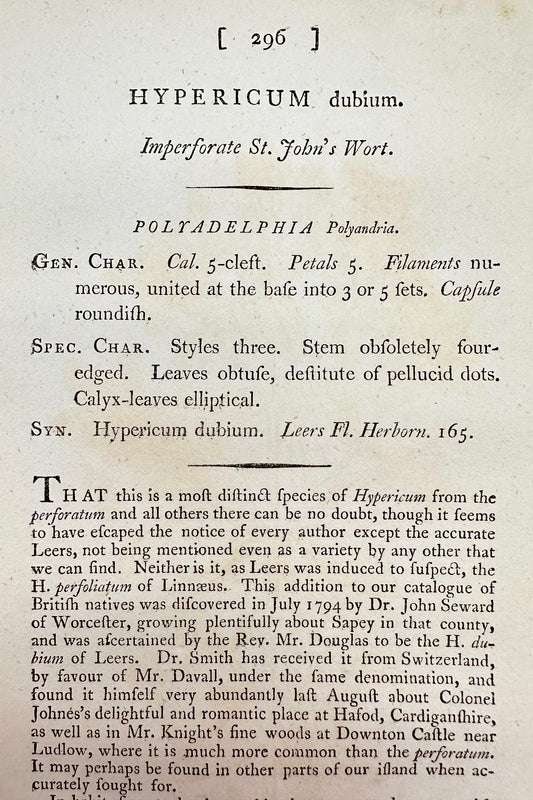 [ 296 ]
HYPERICUM dubium.
Imperforate St. John's Wort.
POLYADELPHIA Polyandria.
GEN. CHAR. Cal. 5-cleft. Petals 5. Filaments nu-
merous, united at the baſe into 3 or 5 ſets. Capſule
roundiſh.
SPEC. CHAR. Styles three. Stem obſoletely four-
edged. Leaves obtuſe, deſtitute of pellucid dots.
Calyx-leaves elliptical.
SYN. Hypericum dubium. Leers Fl. Herborn. 165.
THAT this is a moſt diſtinct ſpecies of Hypericum from the
perforatum and all others there can be no doubt, though it ſeems
to have eſcaped the notice of every author except the accurate
Leers, not being mentioned even as a variety by any other that
we can find. Neither is it, as Leers was induced to ſuſpect, the
H. perfoliatum of Linnæus. This addition to our catalogue of
Britiſh natives was diſcovered in July 1794 by Dr. John Seward
of Worceſter, growing plentifully about Sapey in that county,
and was aſcertained by the Rev. Mr. Douglas to be the H. du-
bium of Leers. Dr. Smith has received it from Switzerland,
by favour of Mr. Davall, under the ſame denomination, and
found it himſelf very abundantly laſt Auguſt about Colonel
Johnes's delightful and romantic place at Hafod, Cardiganſhire,
as well as in Mr. Knight's fine woods at Downton Caſtle near
Ludlow, where it is much more common than the perforatum.
It may perhaps be found in other parts of our iſland when ac-
curately ſought for.